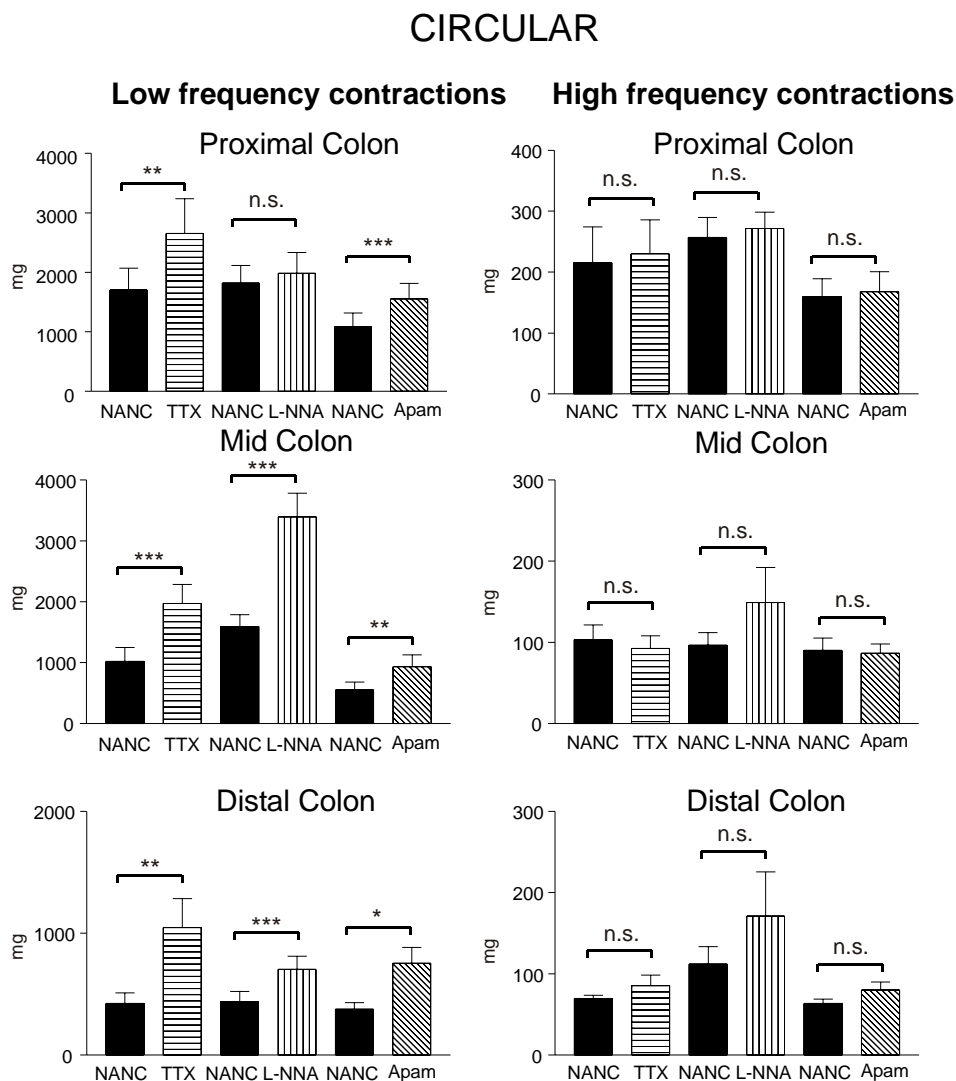 CIRCULAR
Low frequency contractions
High frequency contractions
Proximal Colon
4000
3000
2000
1000
0
mg
**
n.s.
***
NANC TTX NANC L-NNA NANC Apam
Proximal Colon
400
300
200
100
0
mg
n.s.
n.s.
n.s.
NANC TTX NANC L-NNA NANC Apam
Mid Colon
4000
3000
2000
1000
0
mg
***
***
**
NANC TTX NANC L-NNA NANC Apam
Mid Colon
300
200
100
0
mg
n.s.
n.s.
n.s.
NANC TTX NANC L-NNA NANC Apam
Distal Colon
2000
1000
0
mg
**
***
*
NANC TTX NANC L-NNA NANC Apam
Distal Colon
300
200
100
0
mg
n.s.
n.s.
n.s.
NANC TTX NANC L-NNA NANC Apam